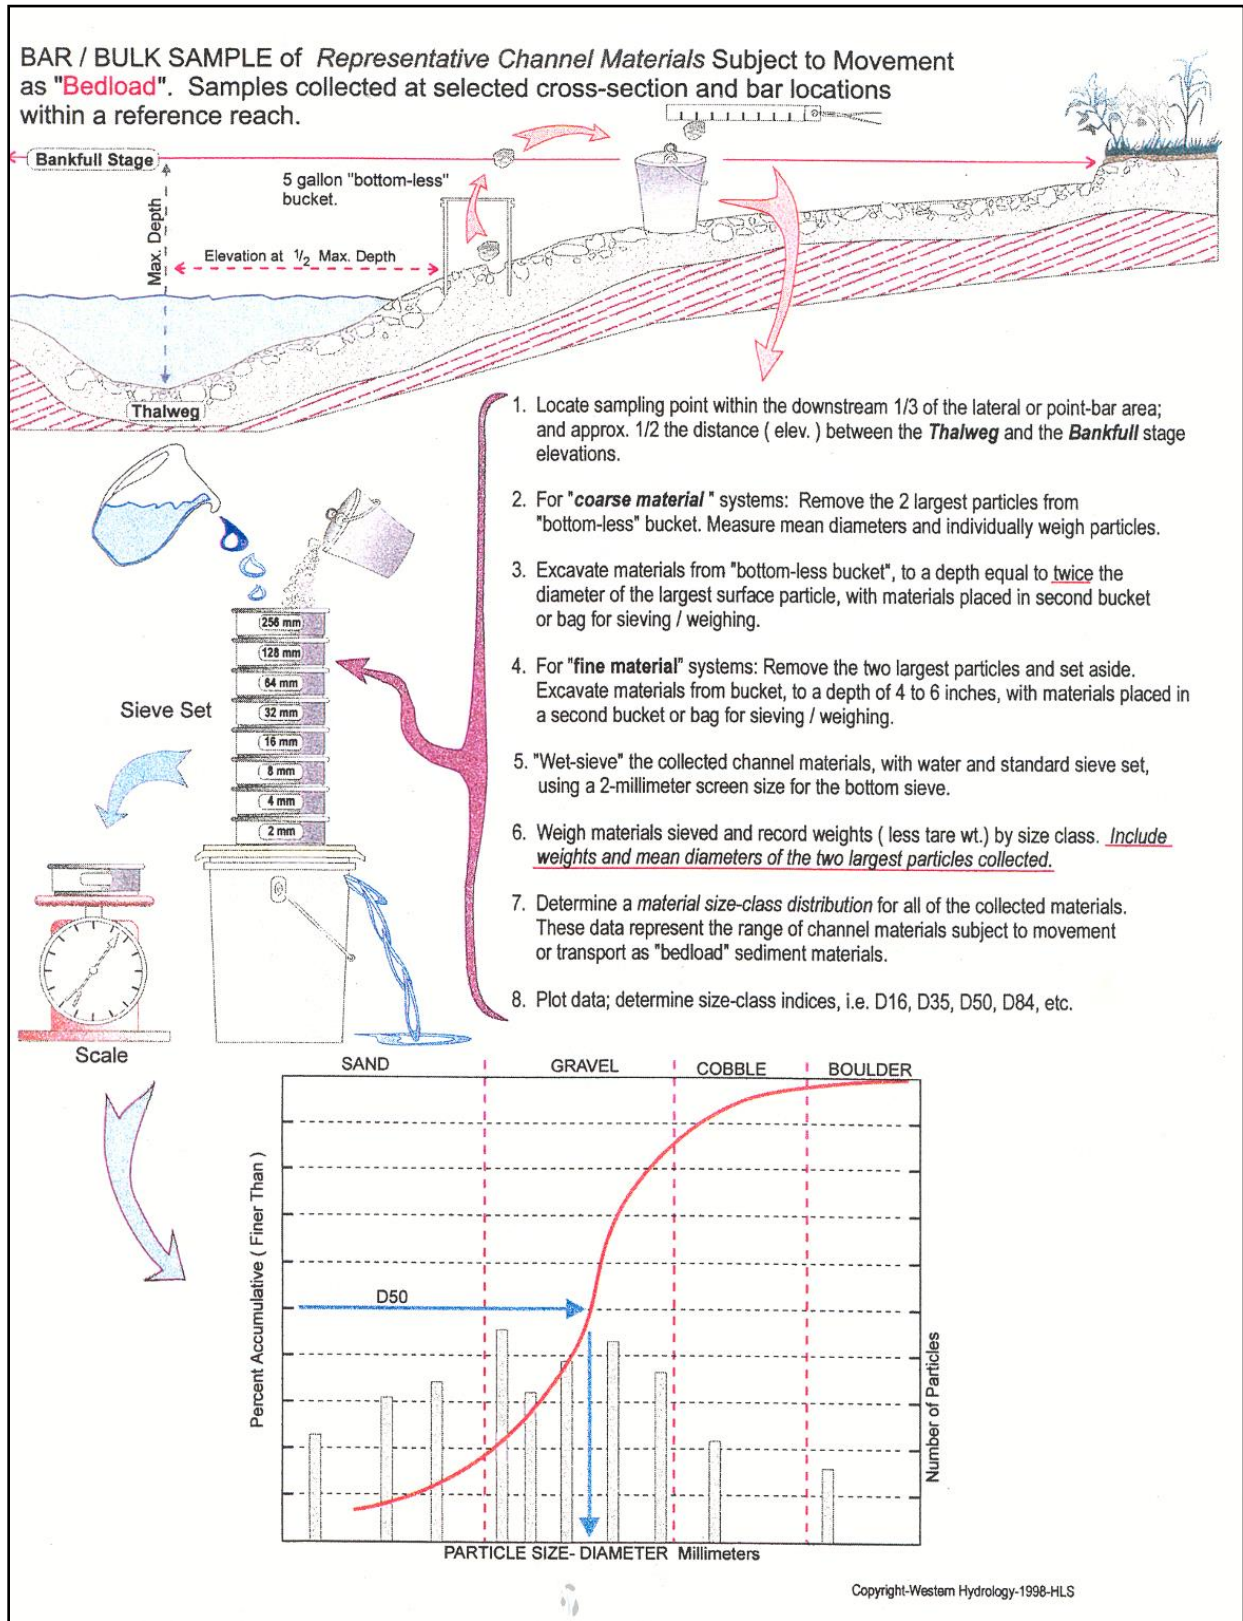 BAR / BULK SAMPLE of Representative Channel Materials Subject to Movement
as "Bedload". Samples collected at selected cross-section and bar locations
within a reference reach.
Bankfull Stage
5 gallon "bottom-less"
bucket.
Max. Depth
Elevation at 1/2 Max. Depth
Thalweg
1. Locate sampling point within the downstream 1/3 of the lateral or point-bar area;
and approx. 1/2 the distance ( elev. ) between the Thalweg and the Bankfull stage
elevations.
2. For "coarse material " systems: Remove the 2 largest particles from
"bottom-less" bucket. Measure mean diameters and individually weigh particles.
3. Excavate materials from "bottom-less bucket", to a depth equal to twice the
diameter of the largest surface particle, with materials placed in second bucket
or bag for sieving / weighing.
4. For "fine material" systems: Remove the two largest particles and set aside.
Excavate materials from bucket, to a depth of 4 to 6 inches, with materials placed in
a second bucket or bag for sieving / weighing.
5. "Wet-sieve" the collected channel materials, with water and standard sieve set,
using a 2-millimeter screen size for the bottom sieve.
6. Weigh materials sieved and record weights ( less tare wt.) by size class. Include
weights and mean diameters of the two largest particles collected.
7. Determine a material size-class distribution for all of the collected materials.
These data represent the range of channel materials subject to movement
or transport as "bedload" sediment materials.
8. Plot data; determine size-class indices, i.e. D16, D35, D50, D84, etc.
256 mm
128 mm
64 mm
32 mm
16 mm
8 mm
4 mm
2 mm
Sieve Set
Scale
SAND
GRAVEL
COBBLE
BOULDER
Percent Accumulative ( Finer Than )
D50
Number of Particles
PARTICLE SIZE- DIAMETER Millimeters
Copyright-Western Hydrology-1998-HLS